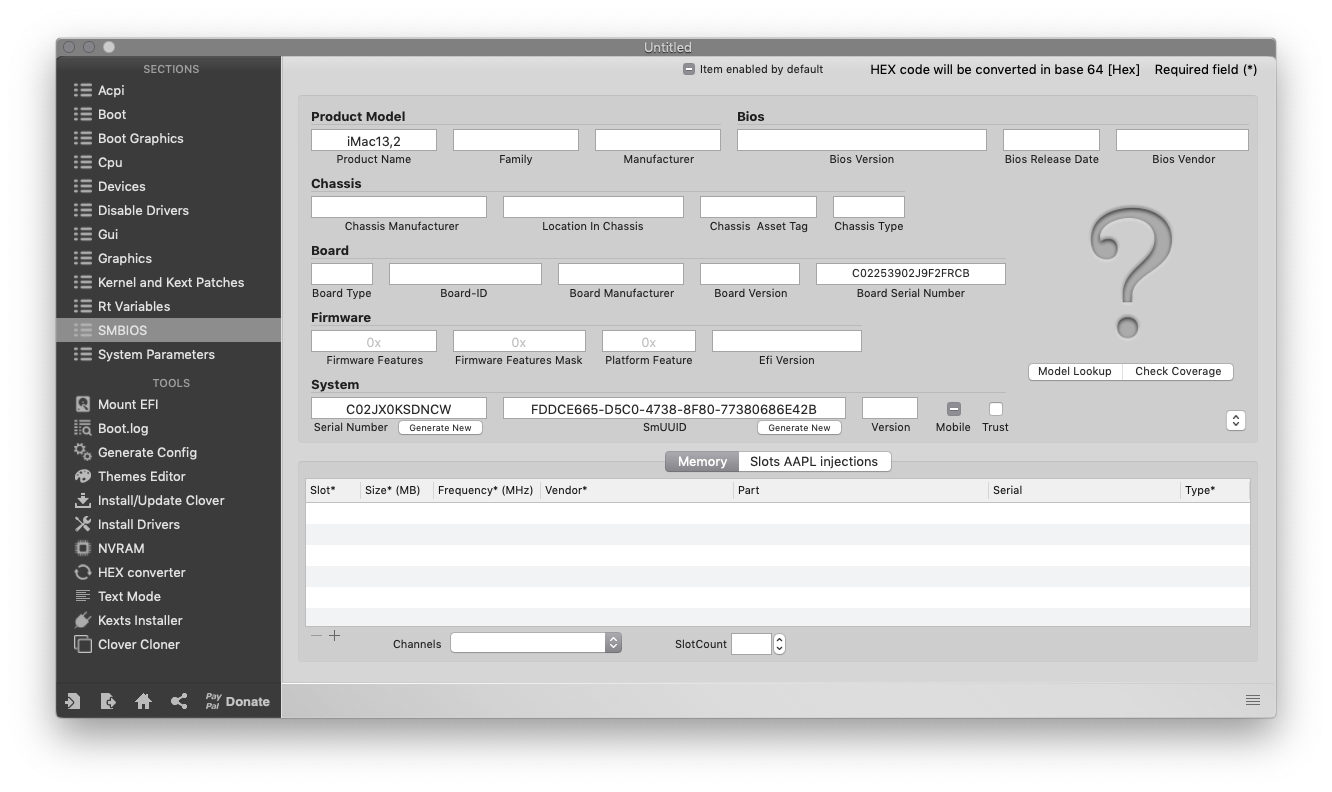 Untitled
SECTIONS
Acpi
Boot
Boot Graphics
Cpu
Devices
Disable Drivers
Gui
Graphics
Kernel and Kext Patches
Rt Variables
SMBIOS
System Parameters
TOOLS
Mount EFI
Boot.log
Generate Config
Themes Editor
Install/Update Clover
Install Drivers
NVRAM
HEX converter
Text Mode
Kexts Installer
Clover Cloner
Pay
Pal Donate
Item enabled by default HEX code will be converted in base 64 [Hex] Required field (*)
Product Model Bios
iMac13,2
Product Name Family Manufacturer Bios Version Bios Release Date Bios Vendor
Chassis
Chassis Manufacturer Location In Chassis Chassis Asset Tag Chassis Type
Board
C02253902J9F2FRCB
Board Type Board-ID Board Manufacturer Board Version Board Serial Number
Firmware
0x 0x 0x
Firmware Features Firmware Features Mask Platform Feature Efi Version
?
Model Lookup Check Coverage
System
C02JX0KSDNCW FDDCE665-D5C0-4738-8F80-77380686E42B
Serial Number Generate New SmUUID Generate New Version Mobile Trust
Memory Slots AAPL injections
Slot* Size* (MB) Frequency* (MHz) Vendor* Part Serial Type*
Channels SlotCount